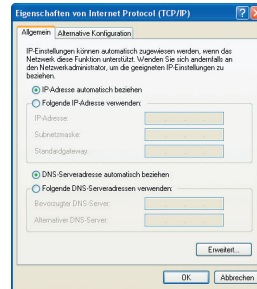 Eigenschaften von Internet Protocol (TCP/IP)
Allgemein Alternative Konfiguration
IP-Einstellungen können automatisch zugewiesen werden, wenn das
Netzwerk diese Funktion unterstützt. Wenden Sie sich andernfalls an
den Netzwerkadministrator, um die geeigneten IP-Einstellungen zu
beziehen.
IP-Adresse automatisch beziehen
Folgende IP-Adresse verwenden:
IP-Adresse:
Subnetzmaske:
Standardgateway:
DNS-Serveradresse automatisch beziehen
Folgende DNS-Serveradressen verwenden:
Bevorzugter DNS-Server:
Alternativer DNS-Server:
Erweitert...
OK Abbrechen